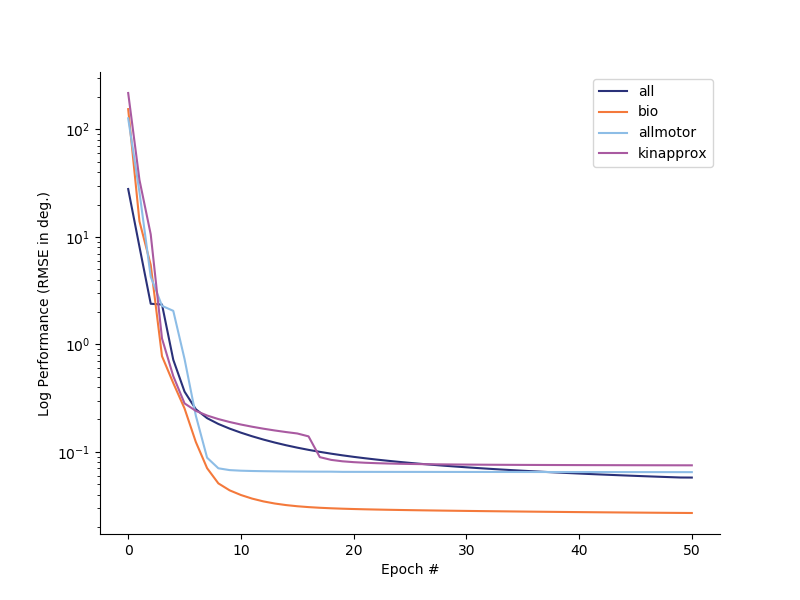 Log Performance (RMSE in deg.)
10²
10¹
10⁰
10⁻¹
all
bio
allmotor
kinapprox
0 10 20 30 40 50
Epoch #